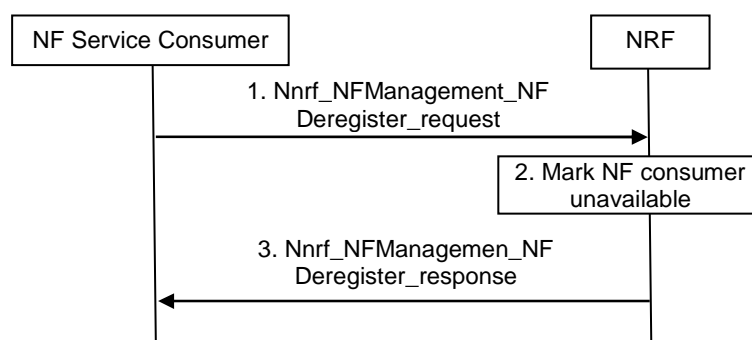 NF Service Consumer
NRF
1. Nnrf_NFManagement_NF
Deregister_request
2. Mark NF consumer
unavailable
3. Nnrf_NFManagemen_NF
Deregister_response